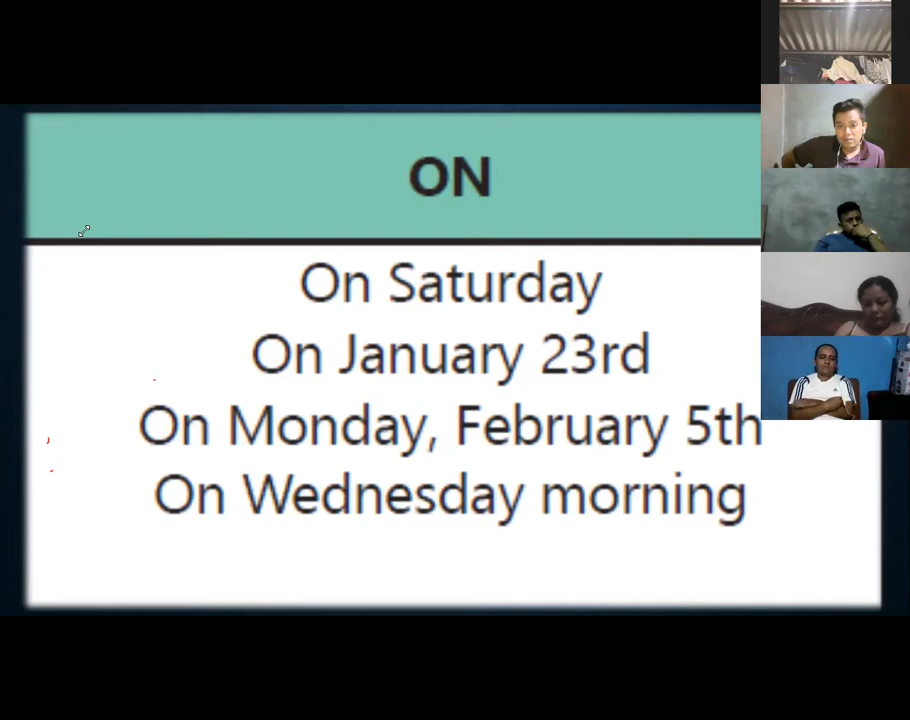 ON
On Saturday
On January 23rd
On Monday, February 5th
On Wednesday morning